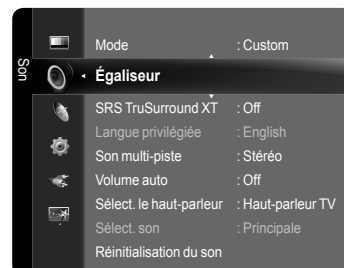 Son
Mode : Custom
Égaliseur
SRS TruSurround XT : Off
Langue privilégiée : English
Son multi-piste : Stéréo
Volume auto : Off
Sélect. le haut-parleur : Haut-parleur TV
Sélect. son : Principale
Réinitialisation du son